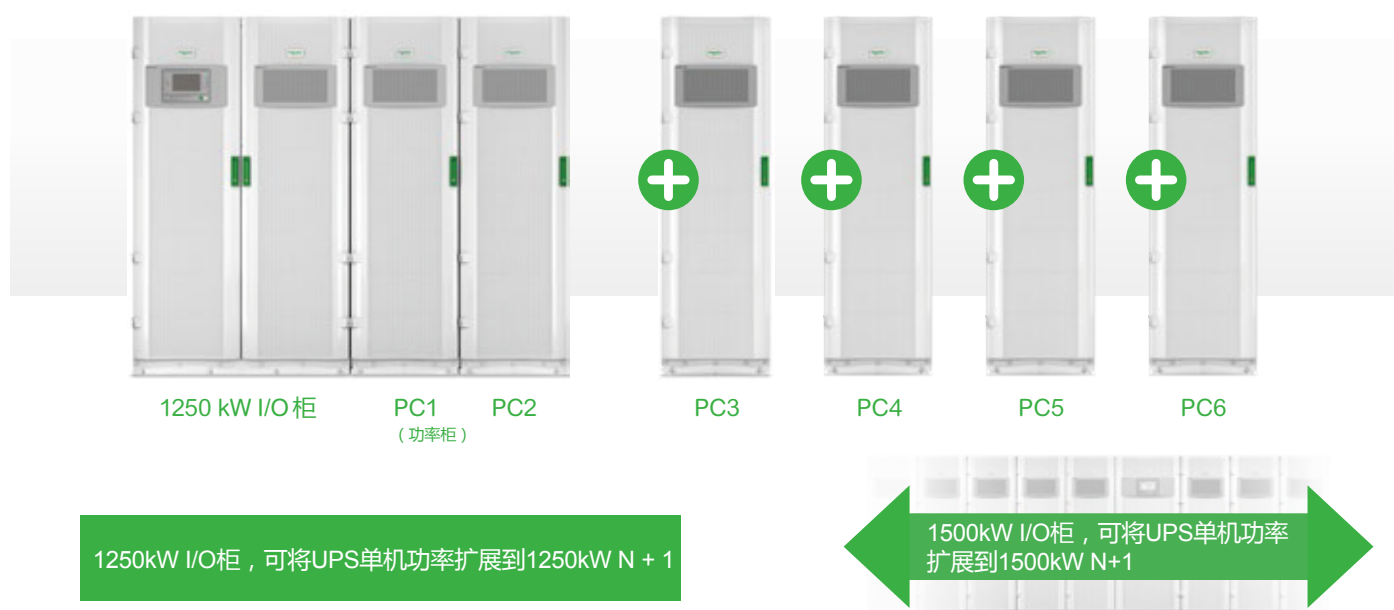 1250 kW I/O 柜
PC1
PC2
PC3
PC4
PC5
PC6
（功率柜）
1250kW I/O柜，可将UPS单机功率扩展到1250kW N + 1
1500kW I/O柜，可将UPS单机功率
扩展到1500kW N+1